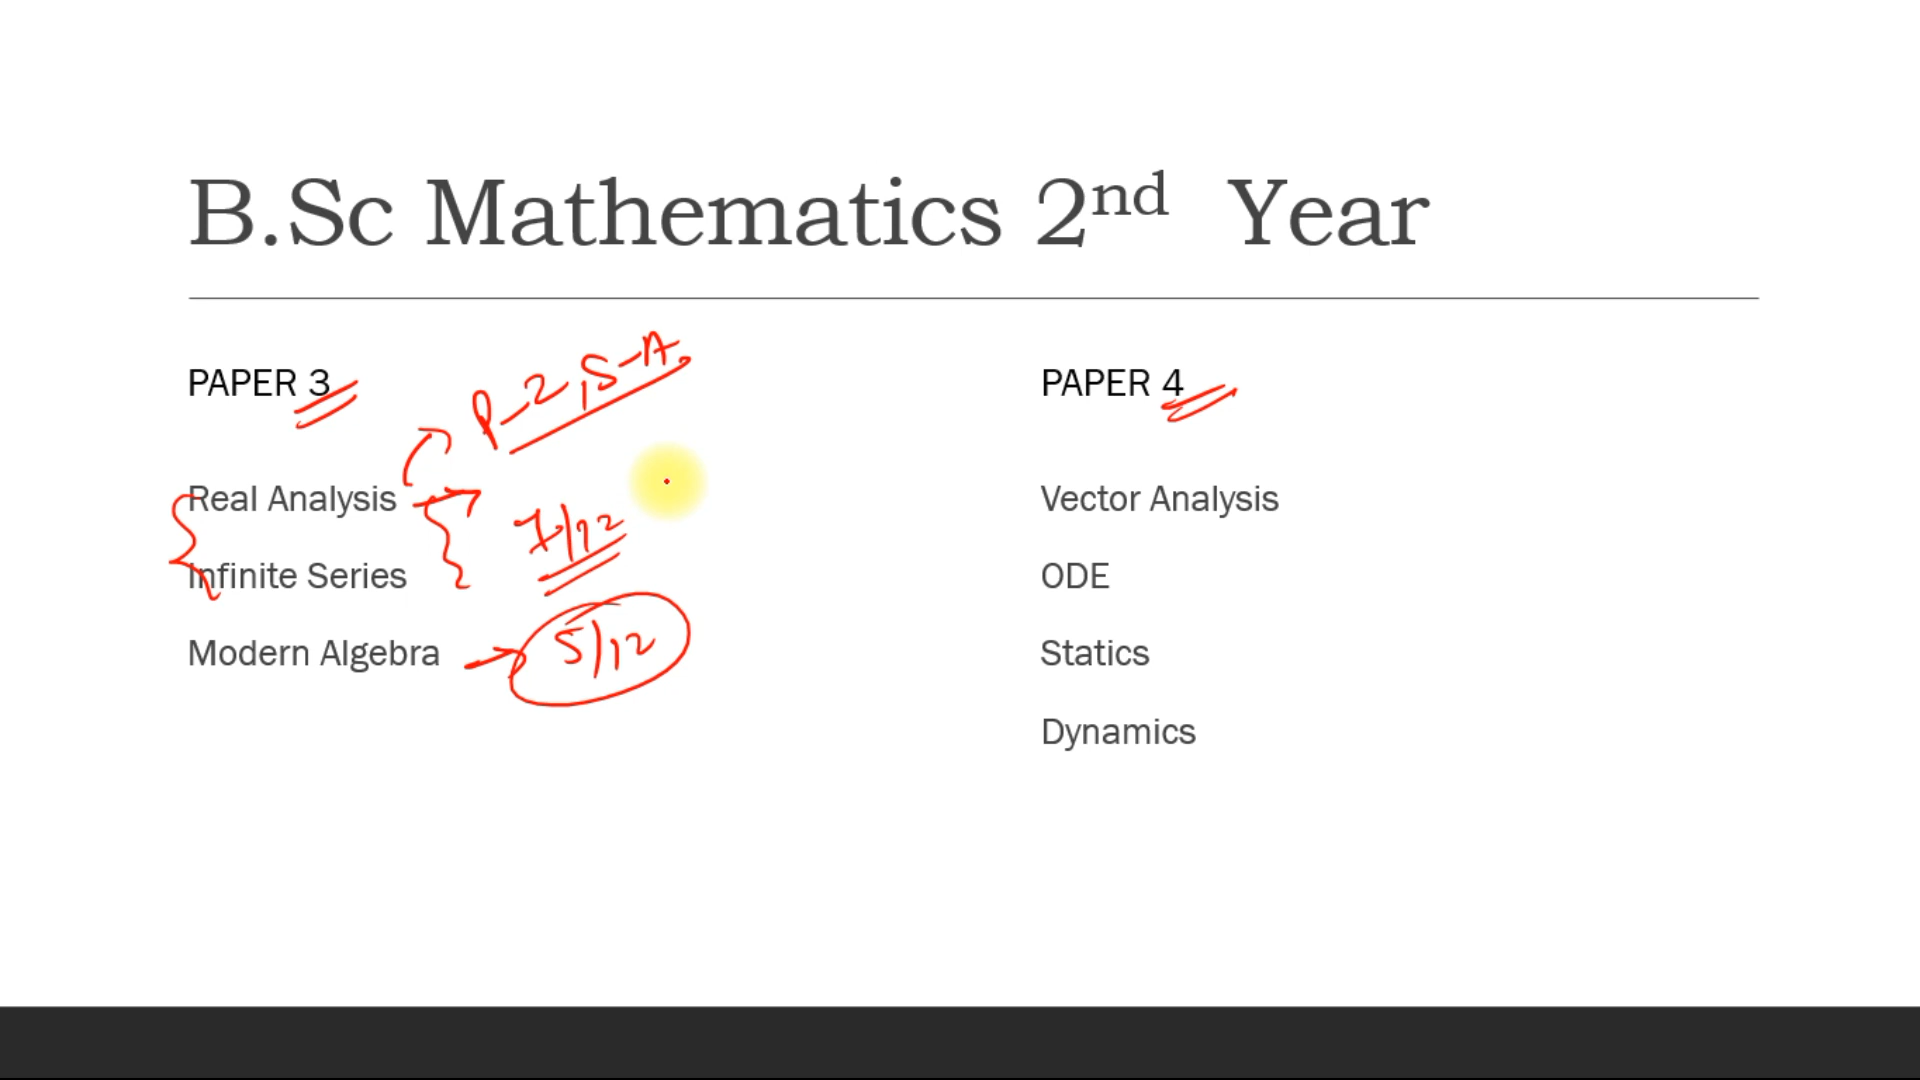 B.Sc Mathematics 2nd Year
PAPER 3
P-2, S-A.
Real Analysis
7/12
Infinite Series
Modern Algebra
5/12
PAPER 4
Vector Analysis
ODE
Statics
Dynamics